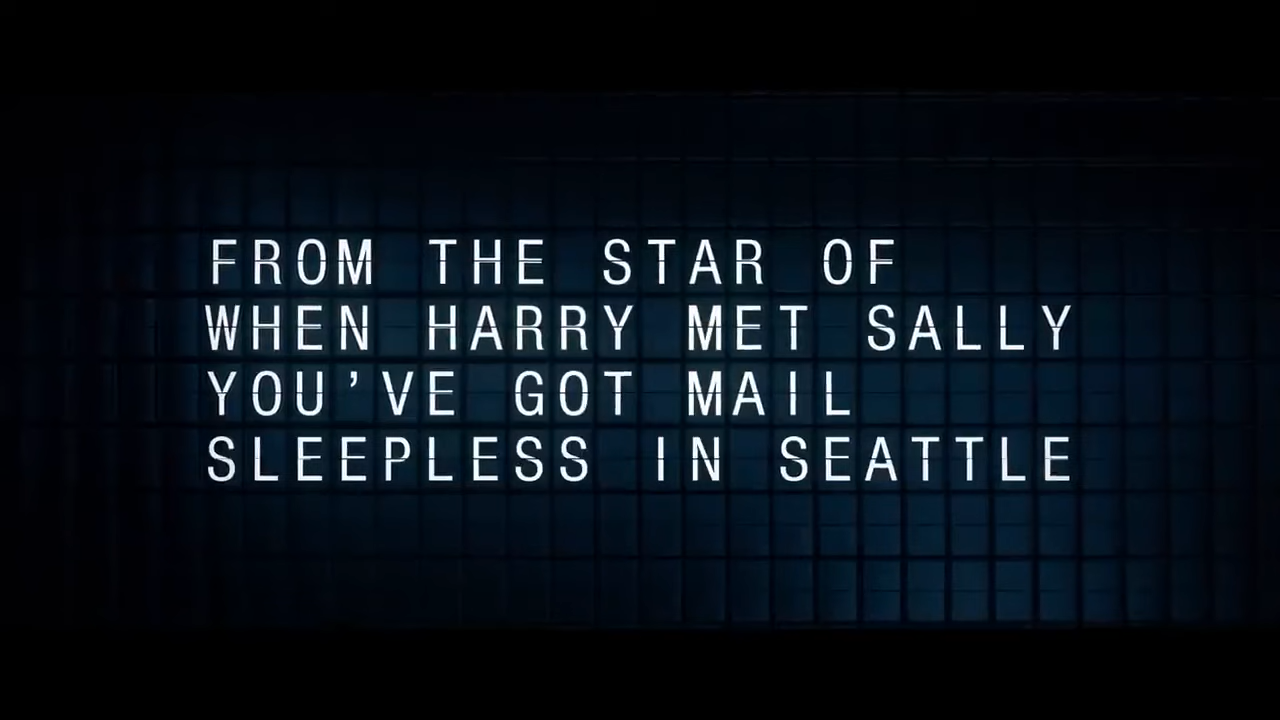 FROM THE STAR OF
WHEN HARRY MET SALLY
YOU'VE GOT MAIL
SLEEPLESS IN SEATTLE